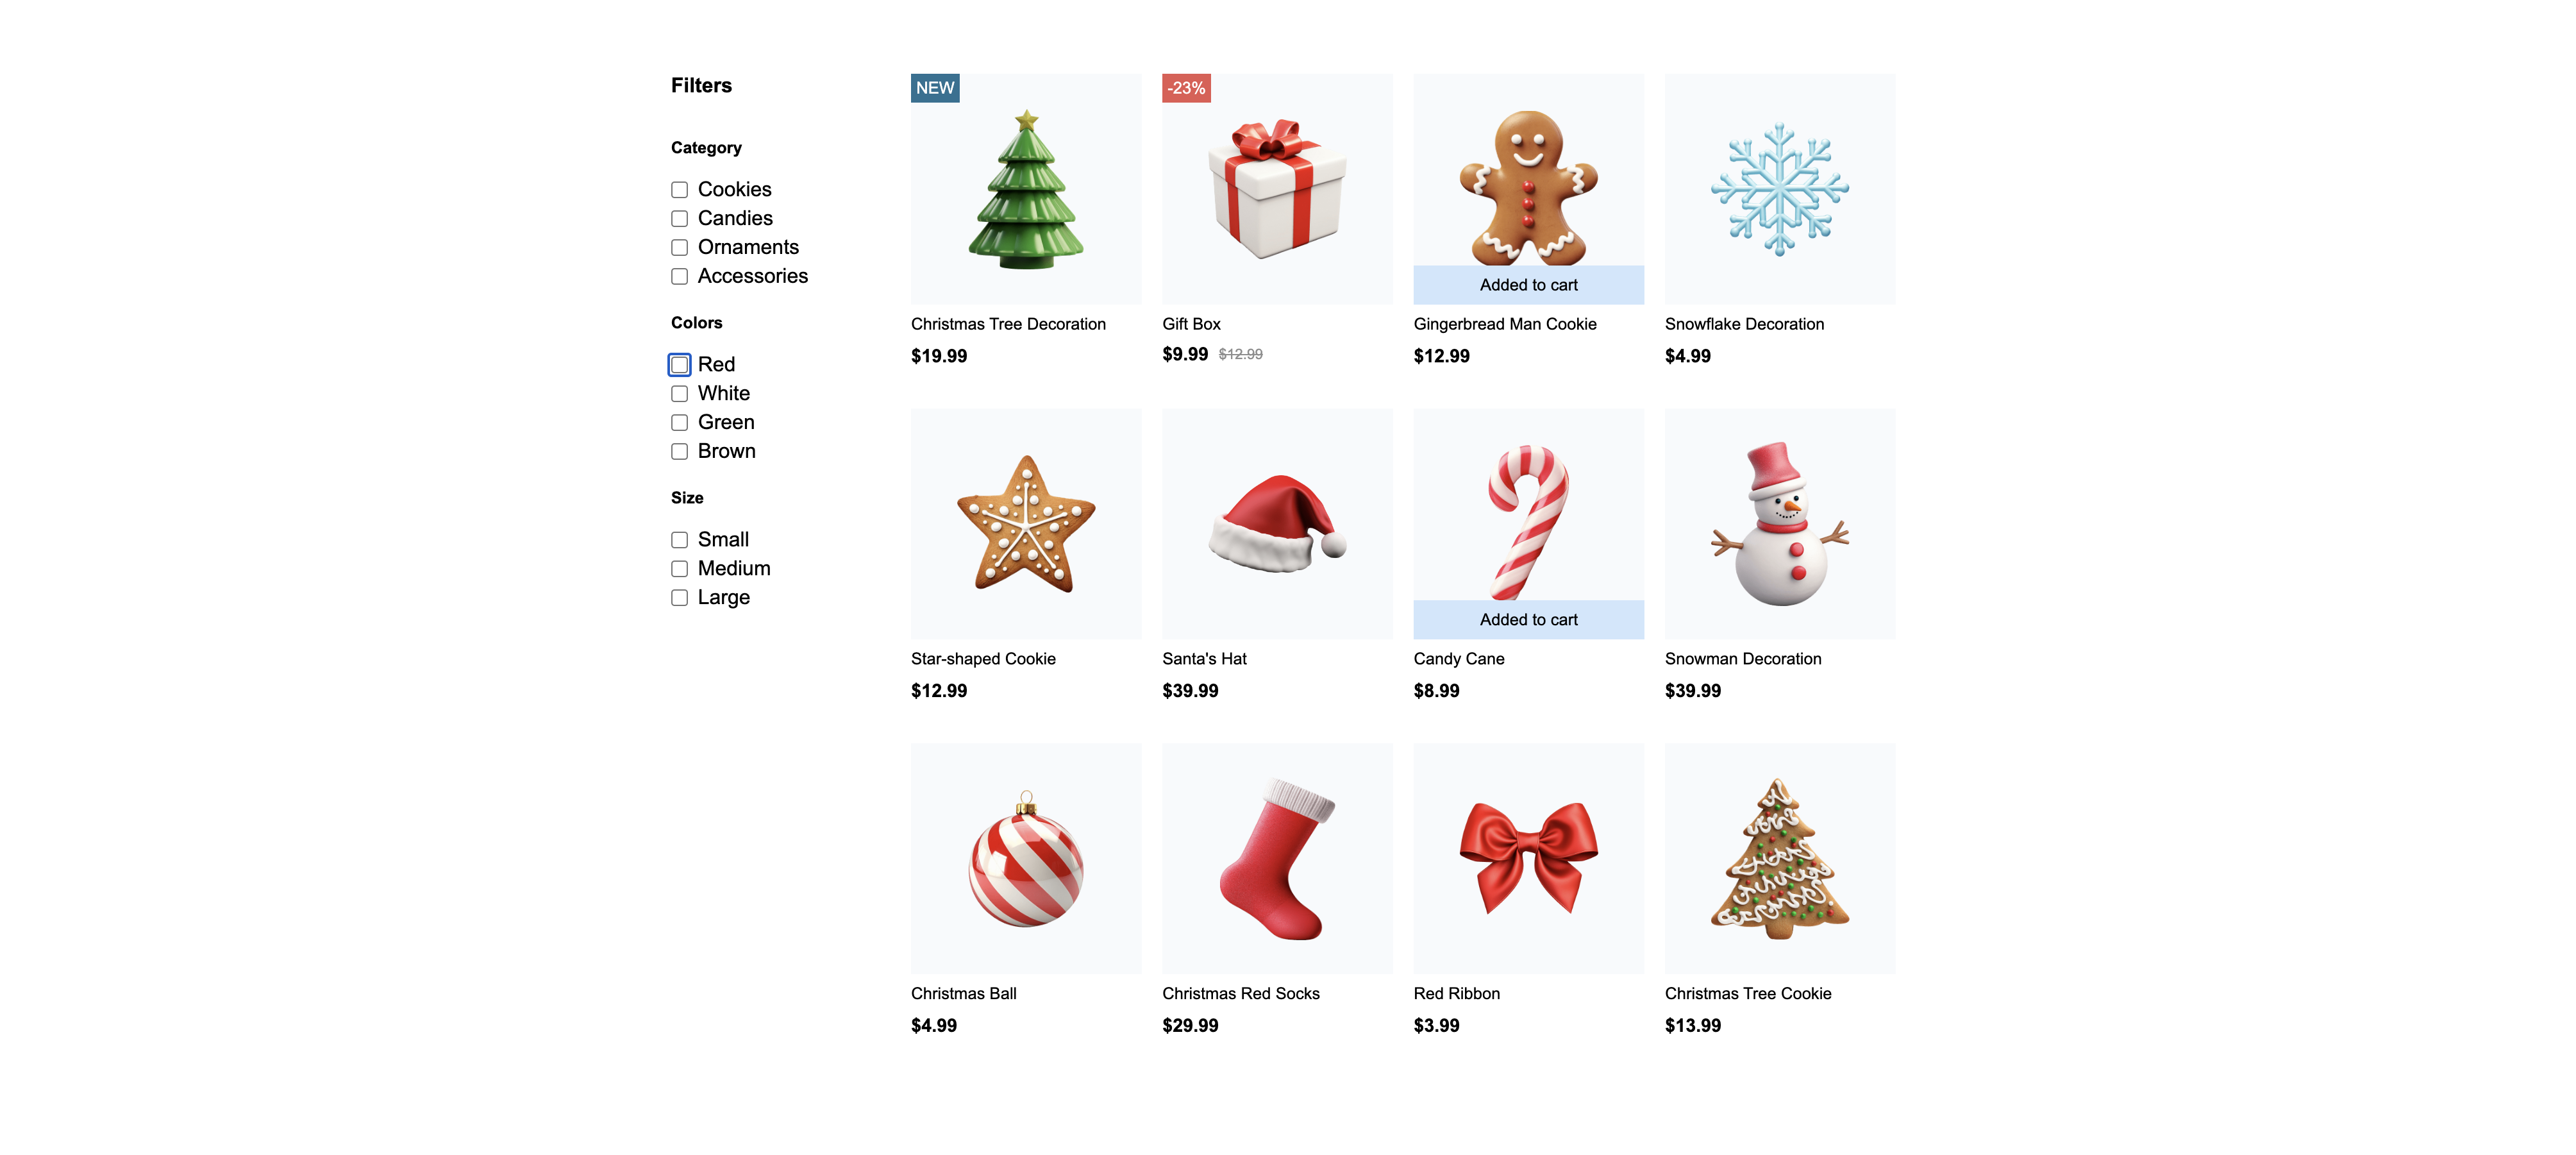 Filters
Category
Cookies
Candies
Ornaments
Accessories
Colors
Red
White
Green
Brown
Size
Small
Medium
Large
NEW
Christmas Tree Decoration
$19.99
-23%
Gift Box
$9.99 $12.99
Added to cart
Gingerbread Man Cookie
$12.99
Snowflake Decoration
$4.99
Star-shaped Cookie
$12.99
Santa's Hat
$39.99
Added to cart
Candy Cane
$8.99
Snowman Decoration
$39.99
Christmas Ball
$4.99
Christmas Red Socks
$29.99
Red Ribbon
$3.99
Christmas Tree Cookie
$13.99